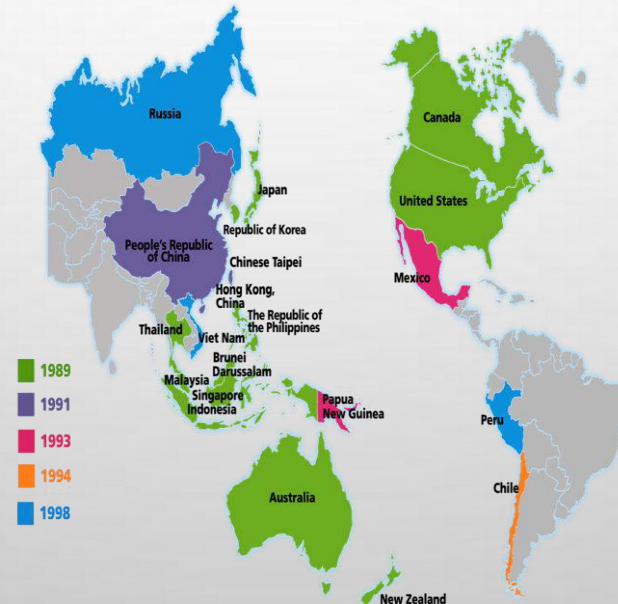 Russia
Canada
Japan
United States
Republic of Korea
People's Republic
of China
Chinese Taipei
Mexico
Hong Kong,
China
The Republic of
the Philippines
Thailand
Viet Nam
Brunei
Darussalam
Malaysia
Singapore
Indonesia
Papua
New Guinea
Peru
Chile
Australia
New Zealand
1989
1991
1993
1994
1998